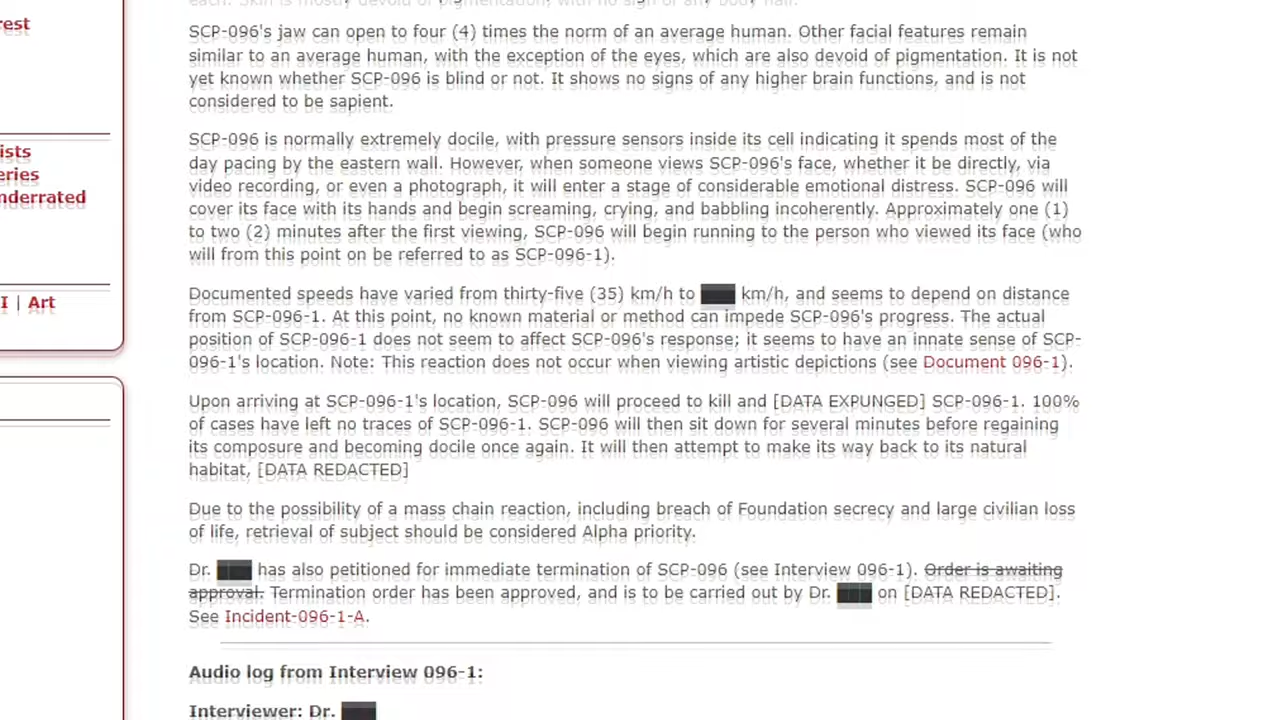 each. Skin is mostly devoid of pigmentation, with no sign of any body hair.
rest
SCP-096's jaw can open to four (4) times the norm of an average human. Other facial features remain
similar to an average human, with the exception of the eyes, which are also devoid of pigmentation. It is not
yet known whether SCP-096 is blind or not. It shows no signs of any higher brain functions, and is not
considered to be sapient.
ists
eries
nderrated
SCP-096 is normally extremely docile, with pressure sensors inside its cell indicating it spends most of the
day pacing by the eastern wall. However, when someone views SCP-096's face, whether it be directly, via
video recording, or even a photograph, it will enter a stage of considerable emotional distress. SCP-096 will
cover its face with its hands and begin screaming, crying, and babbling incoherently. Approximately one (1)
to two (2) minutes after the first viewing, SCP-096 will begin running to the person who viewed its face (who
will from this point on be referred to as SCP-096-1).
I | Art
Documented speeds have varied from thirty-five (35) km/h to ███ km/h, and seems to depend on distance
from SCP-096-1. At this point, no known material or method can impede SCP-096's progress. The actual
position of SCP-096-1 does not seem to affect SCP-096's response; it seems to have an innate sense of SCP-
096-1's location. Note: This reaction does not occur when viewing artistic depictions (see Document 096-1).
Upon arriving at SCP-096-1's location, SCP-096 will proceed to kill and [DATA EXPUNGED] SCP-096-1. 100%
of cases have left no traces of SCP-096-1. SCP-096 will then sit down for several minutes before regaining
its composure and becoming docile once again. It will then attempt to make its way back to its natural
habitat, [DATA REDACTED]
Due to the possibility of a mass chain reaction, including breach of Foundation secrecy and large civilian loss
of life, retrieval of subject should be considered Alpha priority.
Dr. ███ has also petitioned for immediate termination of SCP-096 (see Interview 096-1). Order is awaiting
approval. Termination order has been approved, and is to be carried out by Dr. ███ on [DATA REDACTED].
See Incident-096-1-A.
Audio log from Interview 096-1:
Interviewer: Dr. ███